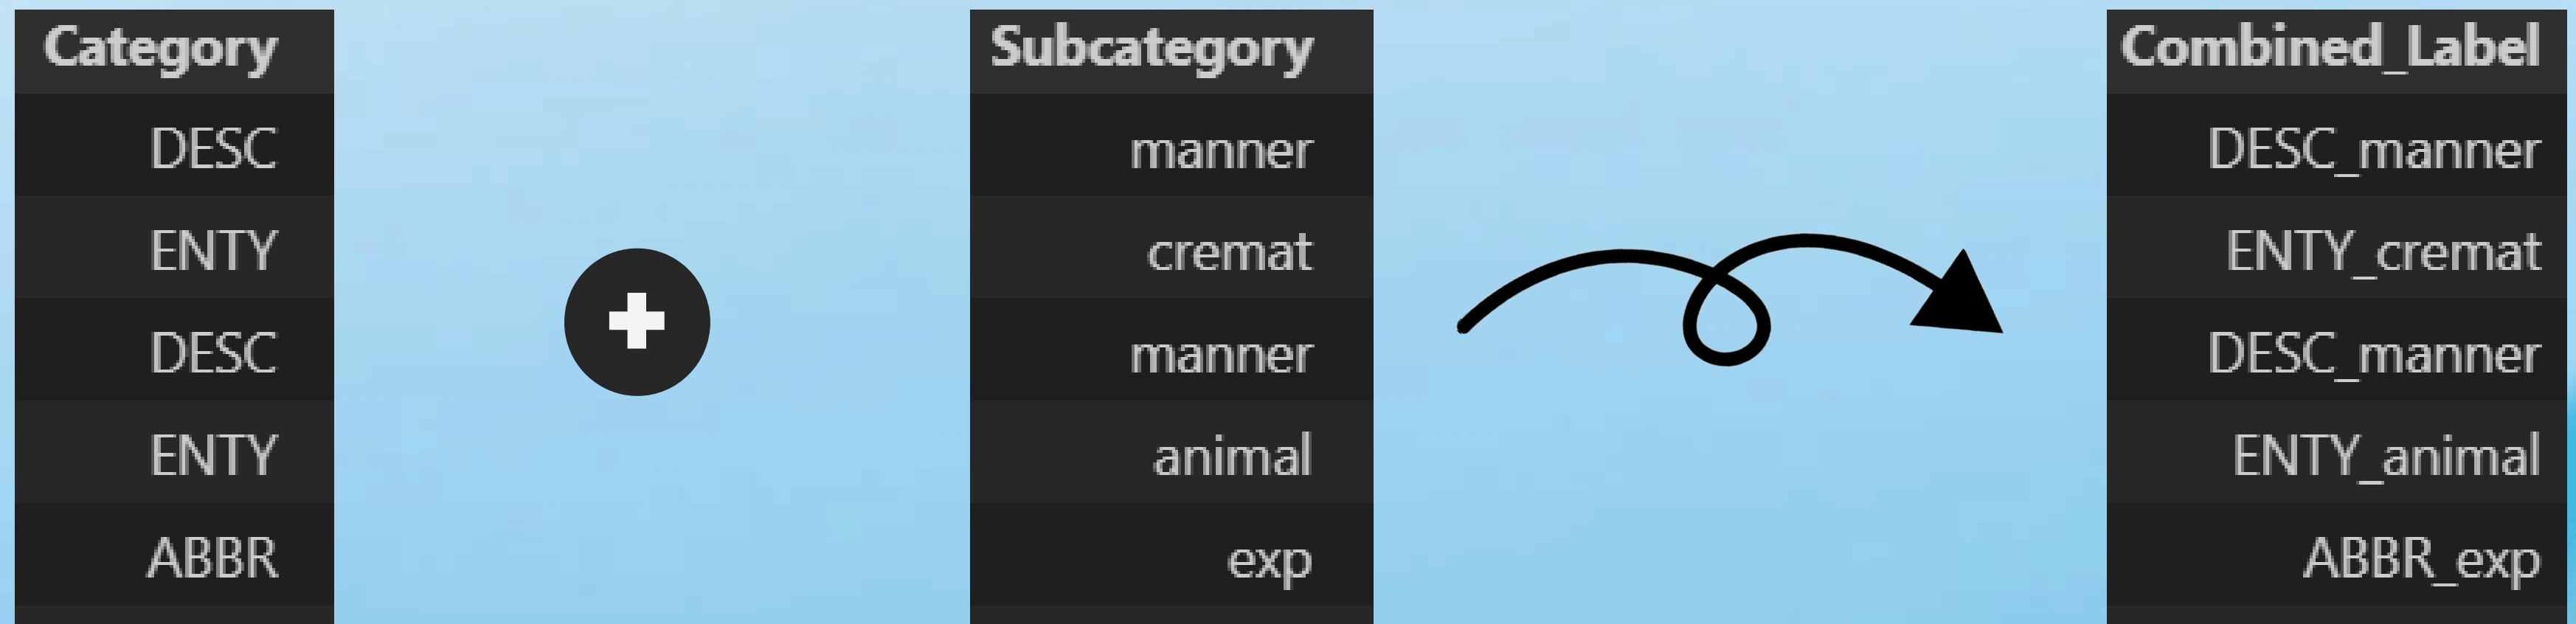 Category Subcategory Combined_Label
DESC manner DESC_manner
ENTY cremat ENTY_cremat
DESC manner DESC_manner
ENTY animal ENTY_animal
ABBR exp ABBR_exp